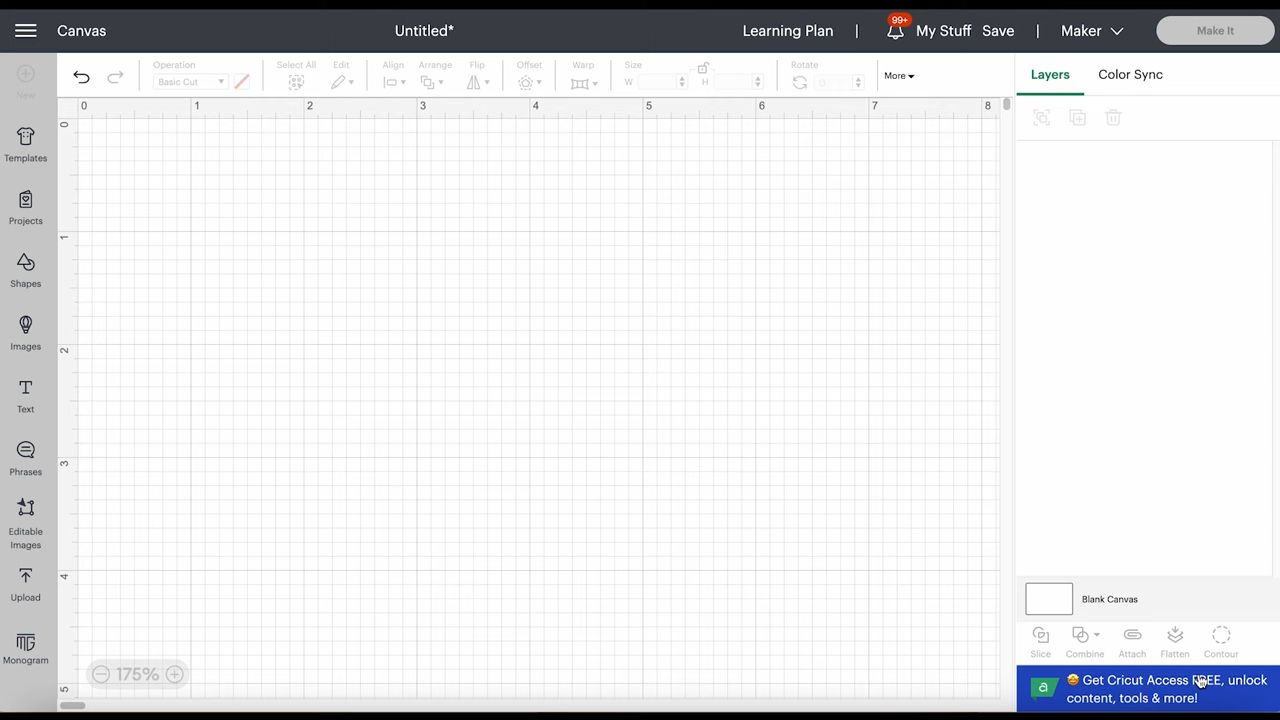 Canvas
Untitled*
Learning Plan
99+
My Stuff
Save
Maker
Make It
New
Templates
Projects
Shapes
Images
Text
Phrases
Editable
Images
Upload
MG
Monogram
Operation
Basic Cut
Select All
Edit
Align
Arrange
Flip
Offset
Warp
Size
W
H
Rotate
0.
More
0 1 2 3 4 5 6 7 8
0
1
2
3
4
5
175%
Layers
Color Sync
Blank Canvas
Slice
Combine
Attach
Flatten
Contour
a
🤩 Get Cricut Access FREE, unlock
content, tools & more!